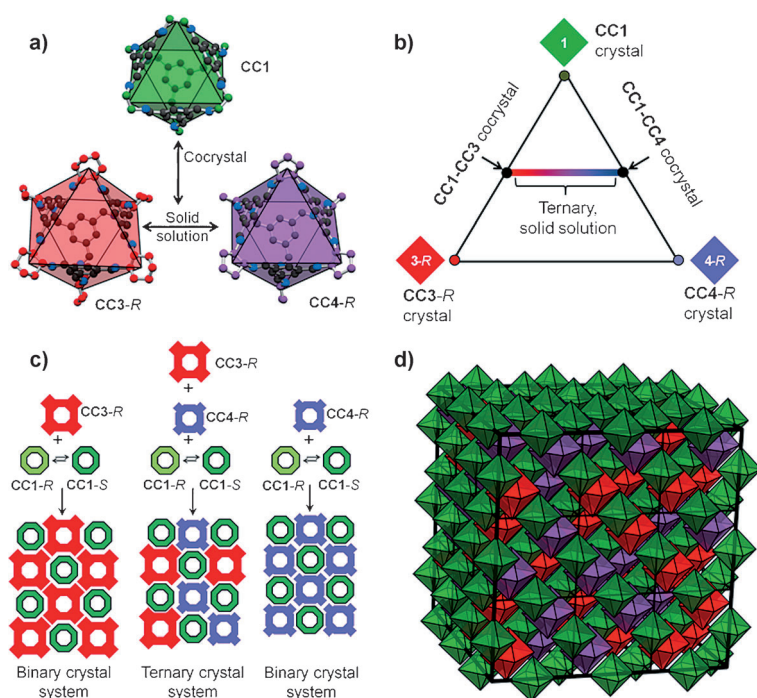 a)
CC1
Cocrystal
Solid
solution
CC3-R
CC4-R
b)
1
CC1
crystal
CC1-CC3 cocrystal
CC1-CC4 cocrystal
Ternary,
solid solution
3-R
CC3-R
crystal
4-R
CC4-R
crystal
c)
CC3-R
+
CC3-R
CC4-R
CC4-R
+
+
+
CC1-R
CC1-S
CC1-R
CC1-S
CC1-R
CC1-S
Binary crystal
system
Ternary crystal
system
Binary crystal
system
d)